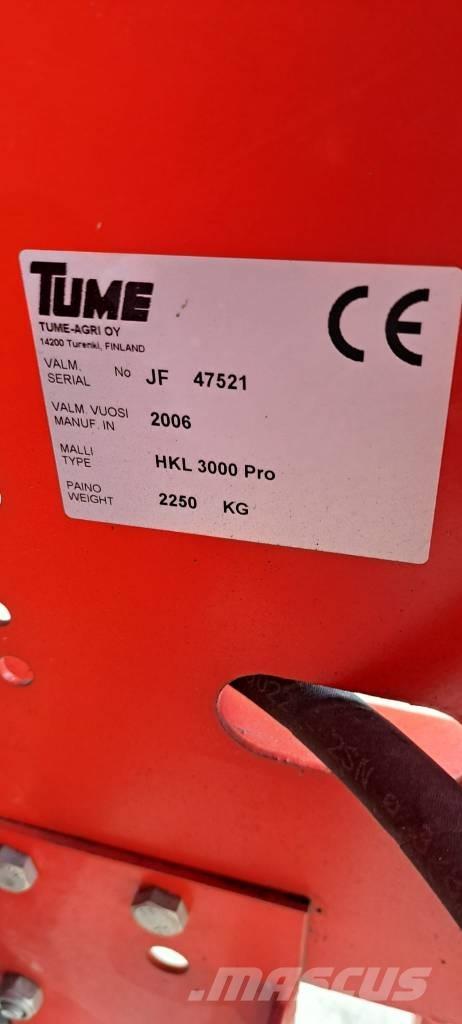 TUME
TUME-AGRI OY
14200 Turenki, FINLAND
CE
VALM.
SERIAL No JF 47521
VALM. VUOSI
MANUF. IN 2006
MALLI
TYPE HKL 3000 Pro
PAINO
WEIGHT 2250 KG
2SN
MASCUS